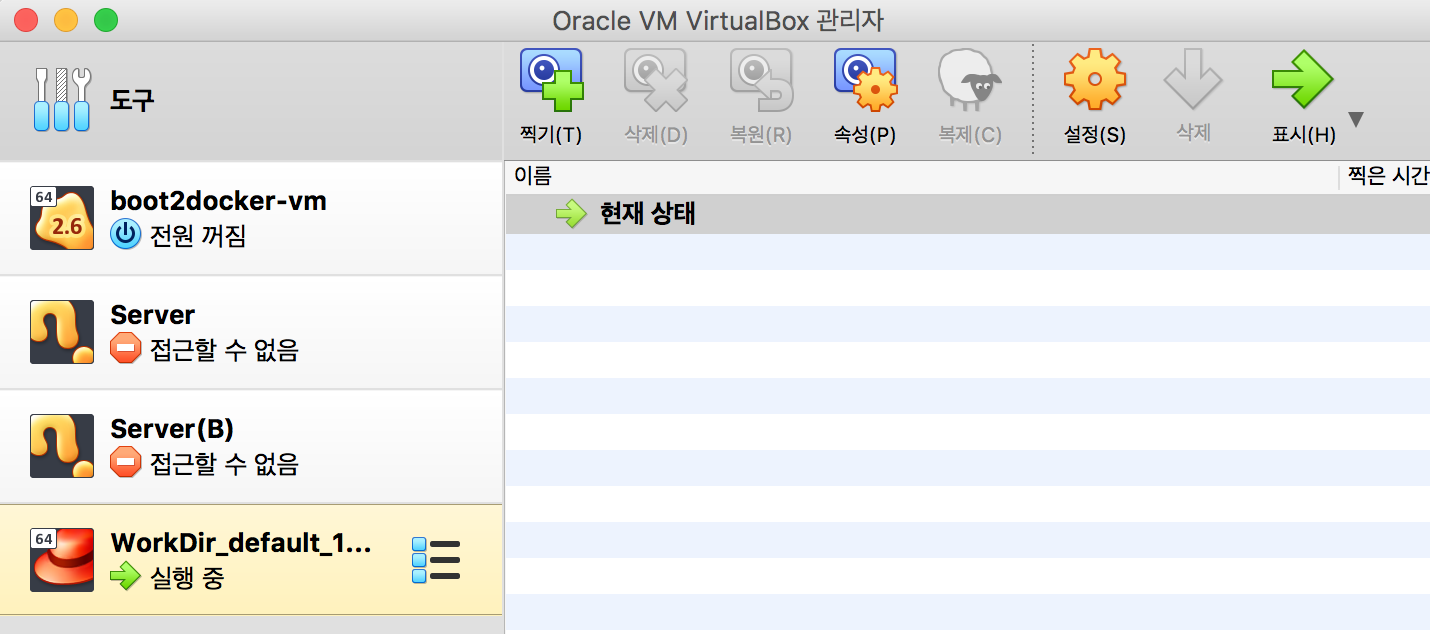 Oracle VM VirtualBox 관리자
도구
찍기(T) 삭제(D) 복원(R) 속성(P) 복제(C) 설정(S) 삭제 표시(H)
이름 찍은 시간
현재 상태
64
2.6
boot2docker-vm
전원 꺼짐
Server
접근할 수 없음
Server(B)
접근할 수 없음
64
WorkDir_default_1...
실행 중